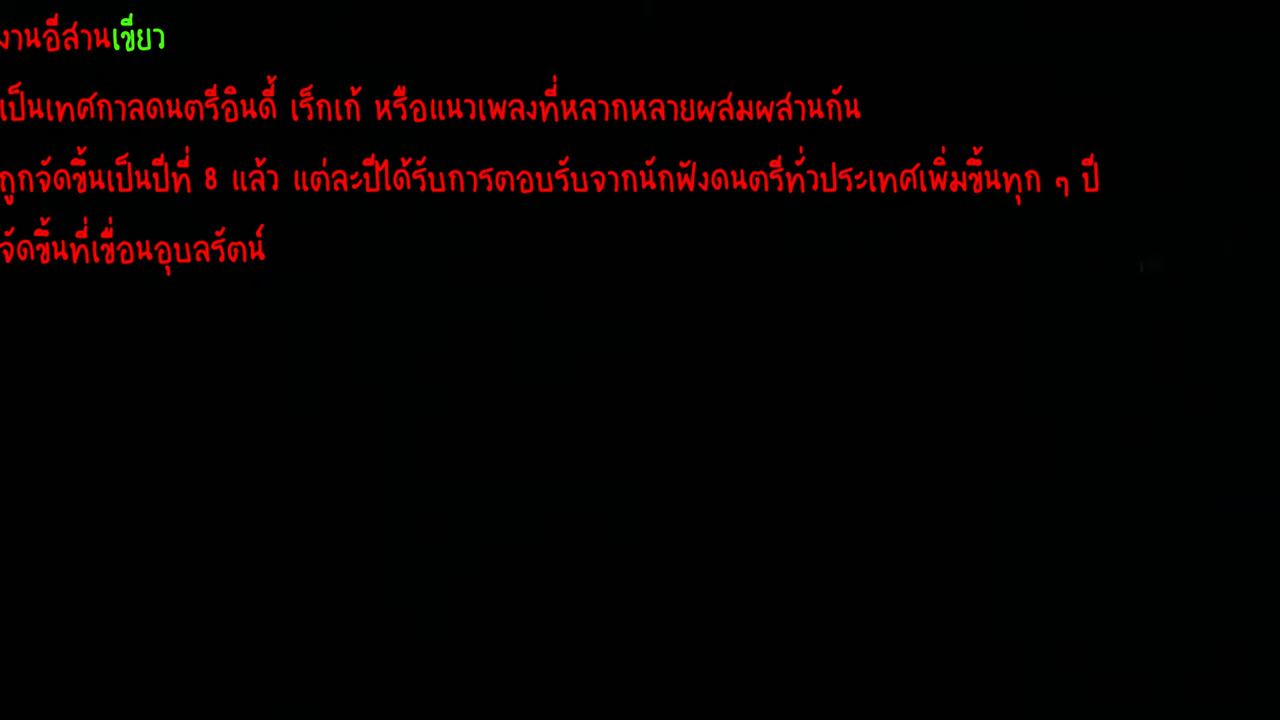 งานอีสานเขียว
เป็นเทศกาลดนตรีอินดี้ เร็กเก้ หรือแนวเพลงที่หลากหลายผสมผสานกัน
ถูกจัดขึ้นเป็นปีที่ 8 แล้ว แต่ละปีได้รับการตอบรับจากนักฟังดนตรีทั่วประเทศเพิ่มขึ้นทุก ๆ ปี
จัดขึ้นที่เขื่อนอุบลรัตน์